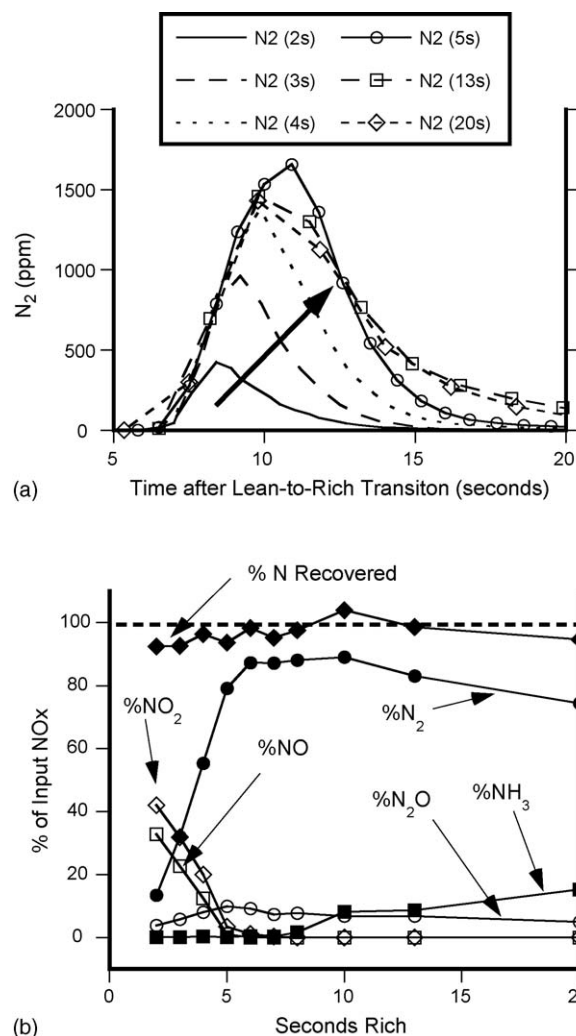 N2 (2s) N2 (5s)
N2 (3s) N2 (13s)
N2 (4s) N2 (20s)
2000
1500
1000
500
0
N2 (ppm)
5 10 15 20
(a) Time after Lean-to-Rich Transiton (seconds)
% N Recovered
100
80
60
40
20
0
% of Input NOx
%NO2
%NO
%N2
%N2O
%NH3
0 5 10 15 20
(b) Seconds Rich